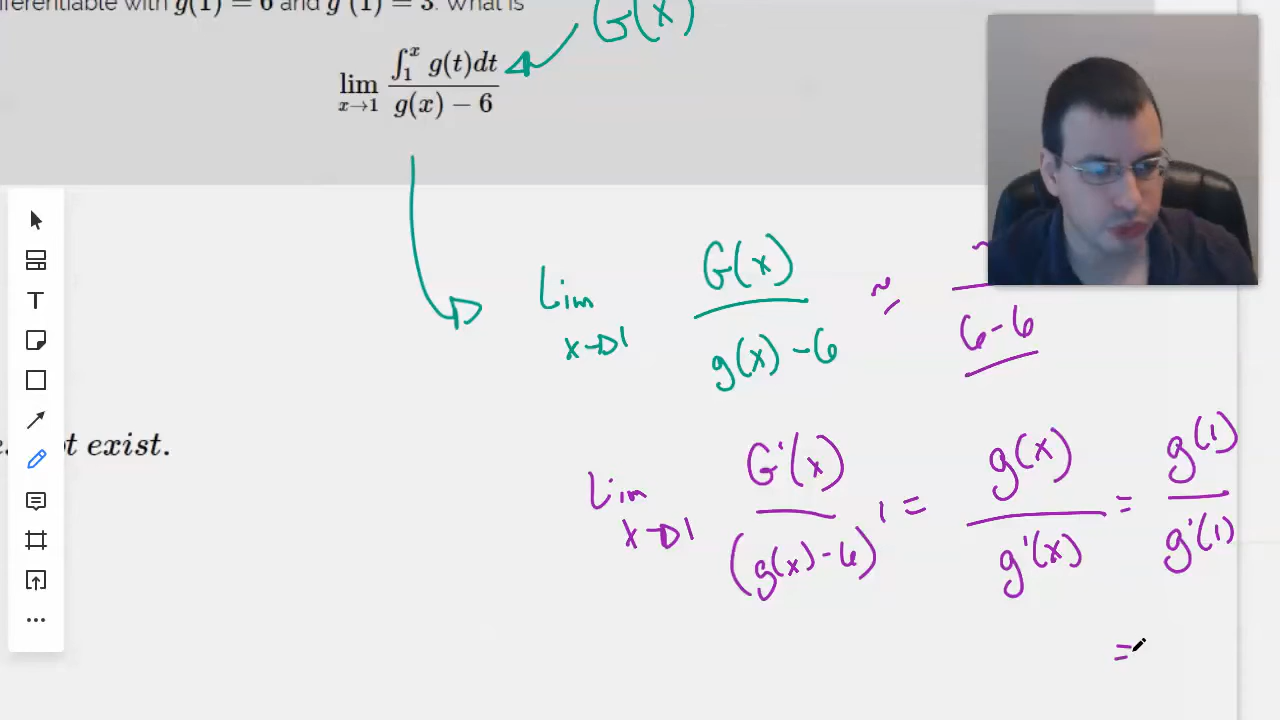 ferentiable with g(1) = 6 and g'(1) = 3. What is
G(x)
lim x→1 ∫₁ˣ g(t)dt / g(x) − 6
Lim x→1 G(x) / g(x) − 6 ≈ / 6 − 6
T
t exist.
Lim x→1 G'(x) / (g(x) − 6)' = g(x) / g'(x) = g(1) / g'(1)
=